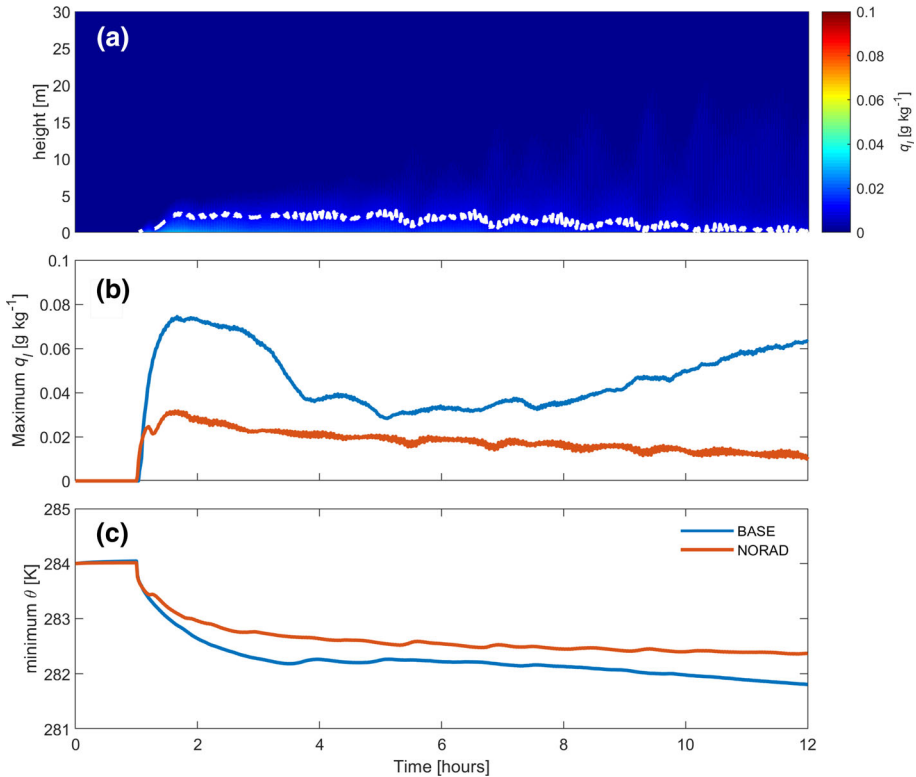 (a)
30
25
20
15
10
5
0
height [m]
0.1
0.08
0.06
0.04
0.02
0
q_l [g kg⁻¹]
(b)
0.1
0.08
0.06
0.04
0.02
0
Maximum q_l [g kg⁻¹]
(c)
285
284
283
282
281
minimum θ [K]
BASE
NORAD
0 2 4 6 8 10 12
Time [hours]